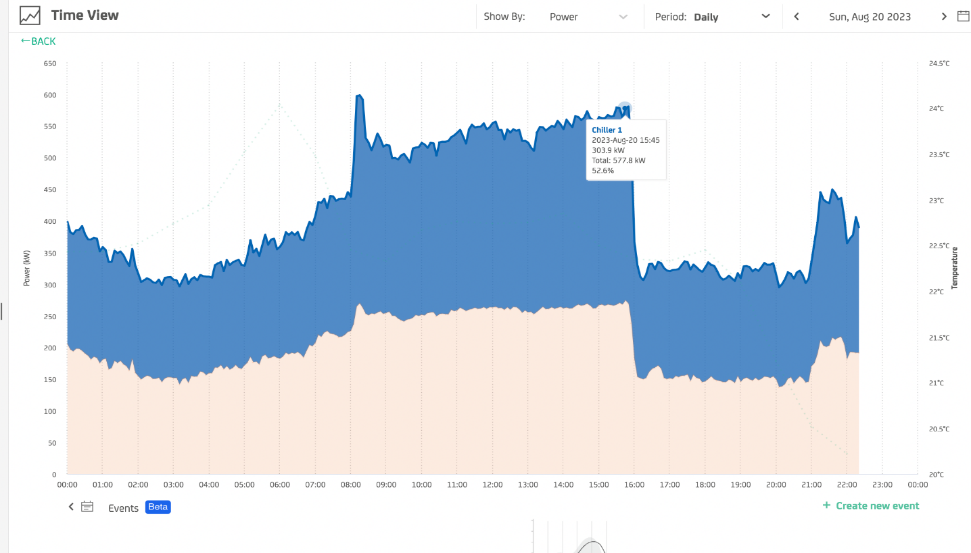 Time View
Show By: Power
Period: Daily
Sun, Aug 20 2023
←BACK
650
600
550
500
450
400
350
300
250
200
150
100
50
0
Power (kW)
24.5°C
24°C
23.5°C
23°C
22.5°C
22°C
21.5°C
21°C
20.5°C
20°C
Temperature
Chiller 1
2023-Aug-20 15:45
303.9 kW
Total: 577.8 kW
52.6%
00:00 01:00 02:00 03:00 04:00 05:00 06:00 07:00 08:00 09:00 10:00 11:00 12:00 13:00 14:00 15:00 16:00 17:00 18:00 19:00 20:00 21:00 22:00 23:00 00:00
Events Beta
+ Create new event